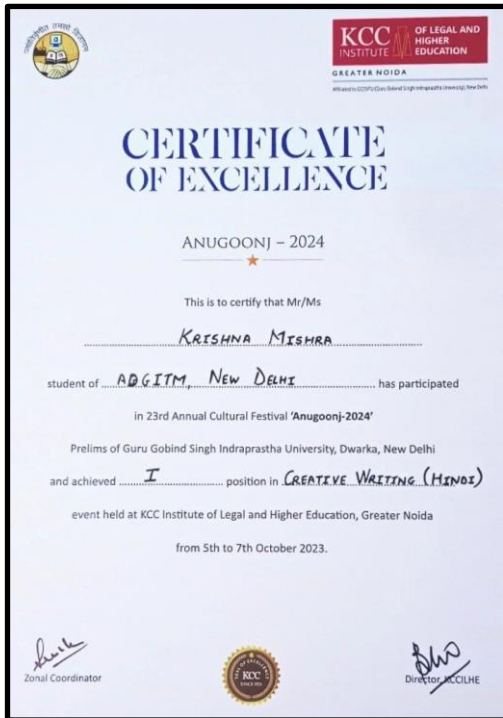 KCC INSTITUTE OF LEGAL AND HIGHER EDUCATION
GREATER NOIDA
CERTIFICATE
OF EXCELLENCE
ANUGOONJ – 2024
This is to certify that Mr/Ms
KRISHNA MISHRA
student of ADGITM, NEW DELHI has participated
in 23rd Annual Cultural Festival 'Anugoonj-2024'
Prelims of Guru Gobind Singh Indraprastha University, Dwarka, New Delhi
and achieved I position in CREATIVE WRITING (HINDI)
event held at KCC Institute of Legal and Higher Education, Greater Noida
from 5th to 7th October 2023.
Zonal Coordinator
KCC
Director, KCCILHE